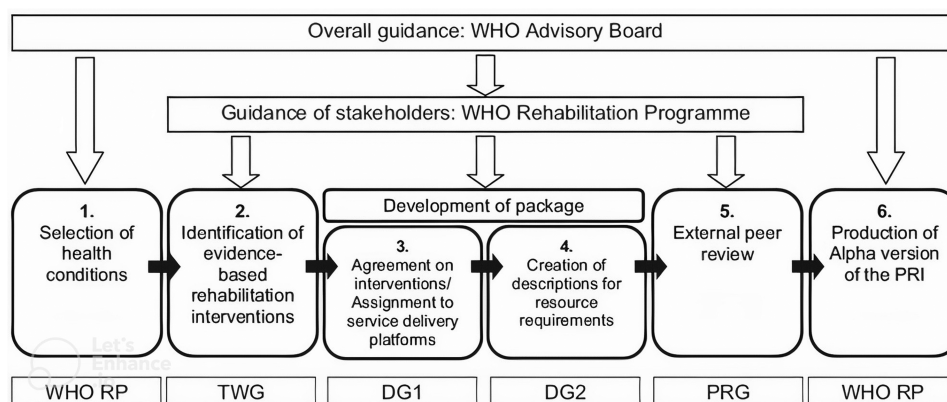 Overall guidance: WHO Advisory Board
Guidance of stakeholders: WHO Rehabilitation Programme
1.
Selection of
health
conditions
2.
Identification of
evidence-
based
rehabilitation
interventions
Development of package
3.
Agreement on
interventions/
Assignment to
service delivery
platforms
4.
Creation of
descriptions for
resource
requirements
5.
External peer
review
6.
Production of
Alpha version
of the PRI
Let's
Enhance
WHO RP
TWG
DG1
DG2
PRG
WHO RP